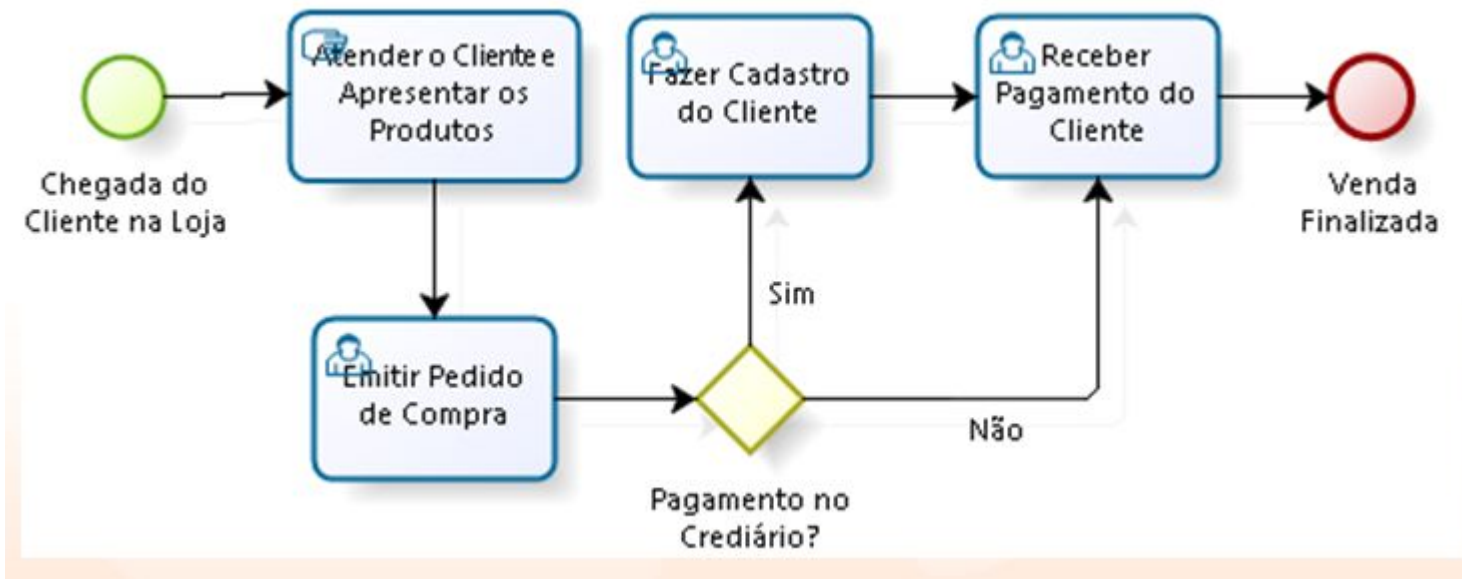 Chegada do
Cliente na Loja
Atender o Cliente e
Apresentar os
Produtos
Emitir Pedido
de Compra
Pagamento no
Crediário?
Sim
Não
Fazer Cadastro
do Cliente
Receber
Pagamento do
Cliente
Venda
Finalizada